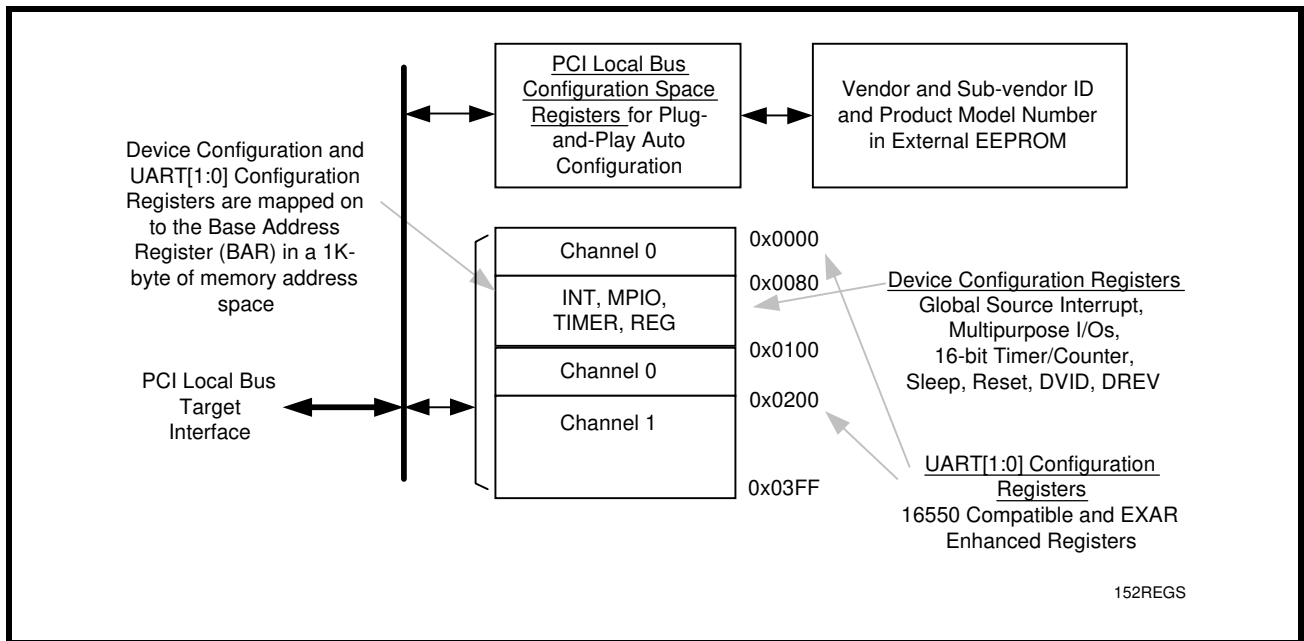 PCI Local Bus
Configuration Space
Registers for Plug-
and-Play Auto
Configuration
Vendor and Sub-vendor ID
and Product Model Number
in External EEPROM
Device Configuration and
UART[1:0] Configuration
Registers are mapped on
to the Base Address
Register (BAR) in a 1K-
byte of memory address
space
PCI Local Bus
Target
Interface
Channel 0
INT, MPIO,
TIMER, REG
Channel 0
Channel 1
0x0000
0x0080
0x0100
0x0200
0x03FF
Device Configuration Registers
Global Source Interrupt,
Multipurpose I/Os,
16-bit Timer/Counter,
Sleep, Reset, DVID, DREV
UART[1:0] Configuration
Registers
16550 Compatible and EXAR
Enhanced Registers
152REGS